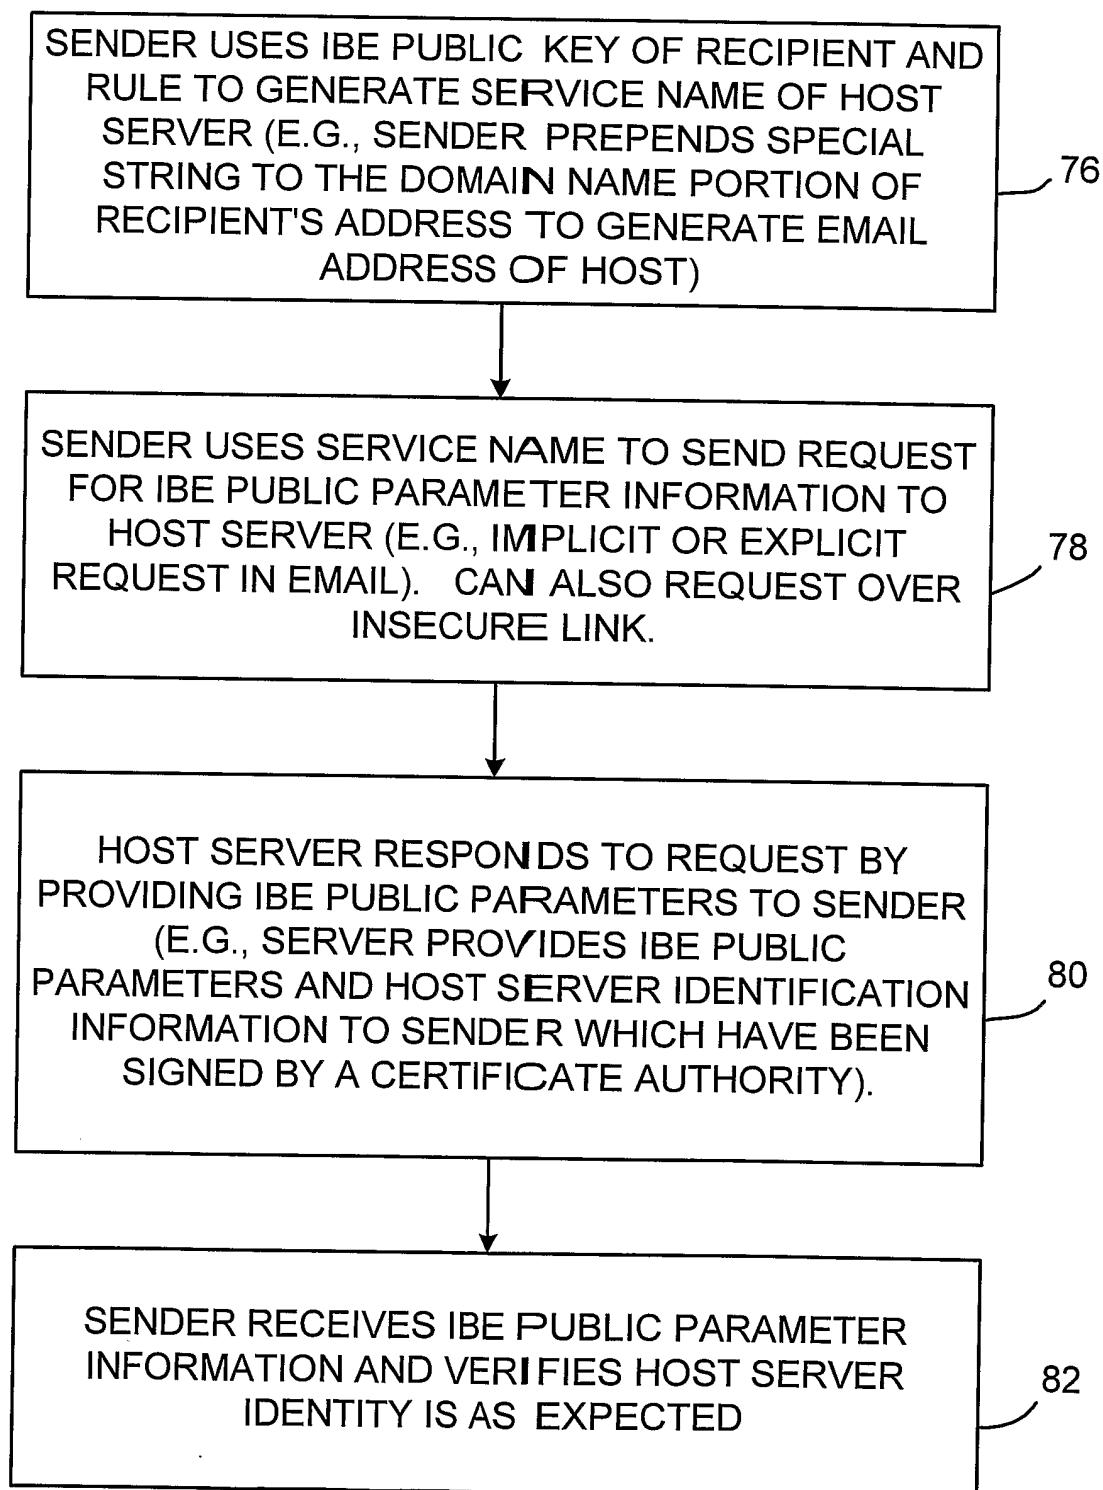 SENDER USES IBE PUBLIC KEY OF RECIPIENT AND
RULE TO GENERATE SERVICE NAME OF HOST
SERVER (E.G., SENDER PREPENDS SPECIAL
STRING TO THE DOMAIN NAME PORTION OF
RECIPIENT'S ADDRESS TO GENERATE EMAIL
ADDRESS OF HOST)
76
SENDER USES SERVICE NAME TO SEND REQUEST
FOR IBE PUBLIC PARAMETER INFORMATION TO
HOST SERVER (E.G., IMPLICIT OR EXPLICIT
REQUEST IN EMAIL). CAN ALSO REQUEST OVER
INSECURE LINK.
78
HOST SERVER RESPONDS TO REQUEST BY
PROVIDING IBE PUBLIC PARAMETERS TO SENDER
(E.G., SERVER PROVIDES IBE PUBLIC
PARAMETERS AND HOST SERVER IDENTIFICATION
INFORMATION TO SENDER WHICH HAVE BEEN
SIGNED BY A CERTIFICATE AUTHORITY).
80
SENDER RECEIVES IBE PUBLIC PARAMETER
INFORMATION AND VERIFIES HOST SERVER
IDENTITY IS AS EXPECTED
82